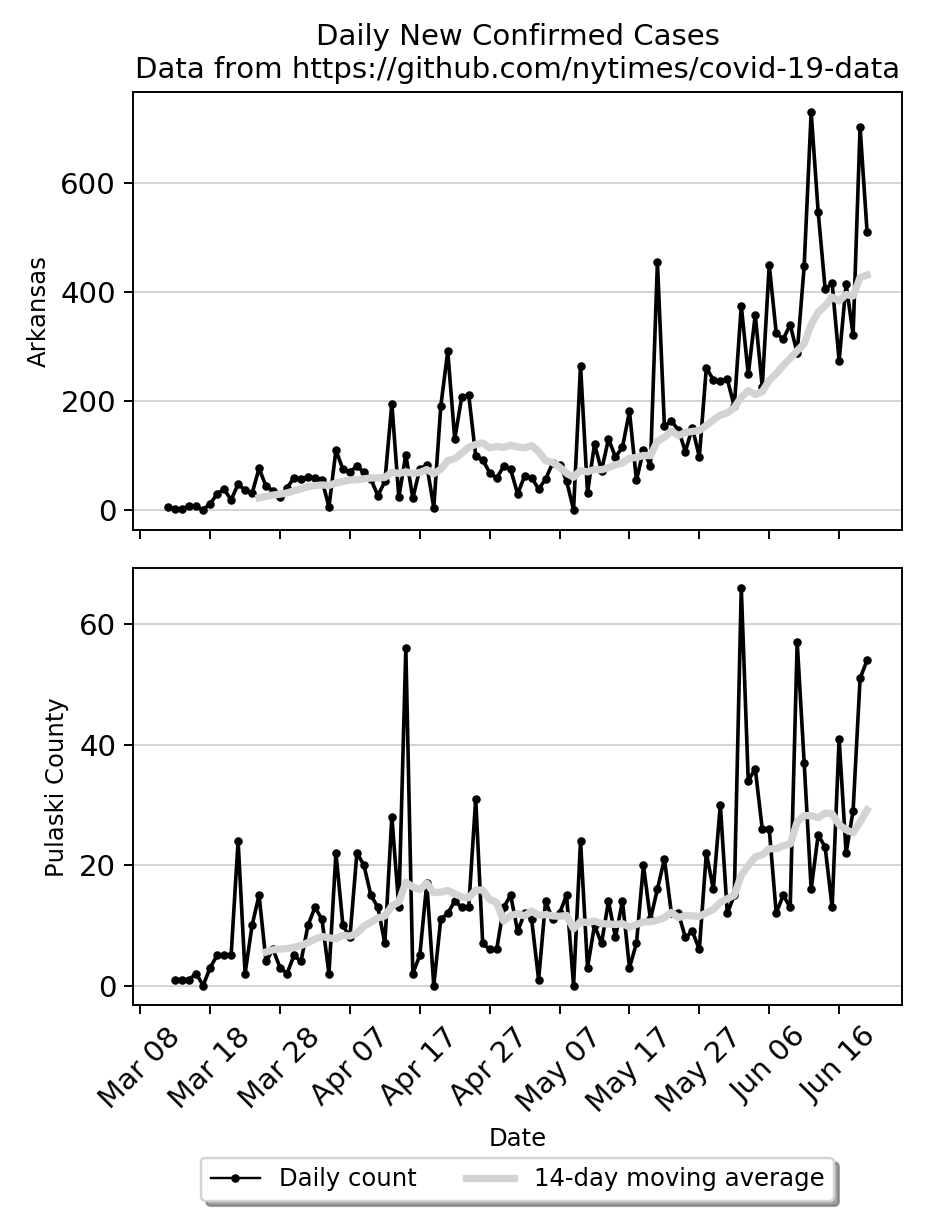 Daily New Confirmed Cases
Data from https://github.com/nytimes/covid-19-data
600
400
200
0
Arkansas
60
40
20
0
Pulaski County
Mar 08
Mar 18
Mar 28
Apr 07
Apr 17
Apr 27
May 07
May 17
May 27
Jun 06
Jun 16
Date
Daily count
14-day moving average